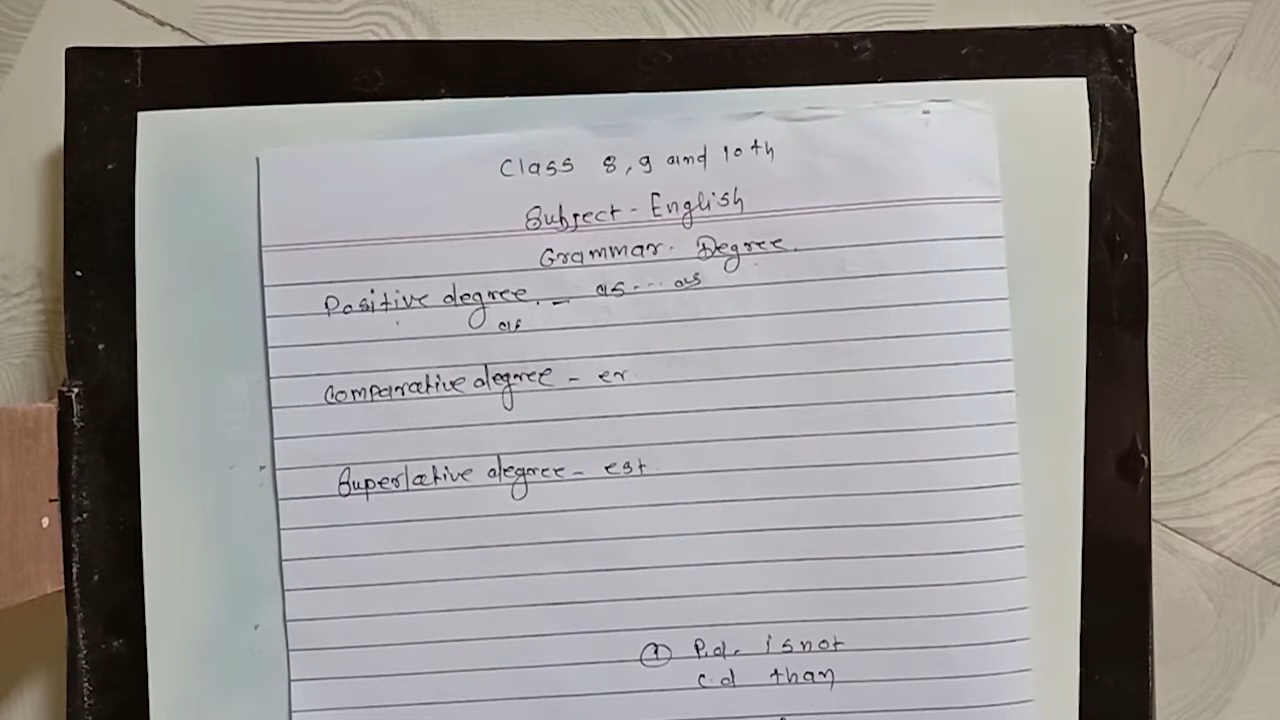 Class 8, 9 and 10th
Subject - English
Grammar. Degree.
Positive degree. - as... as
as
Comparative degree - er.
Superlative degree - est.
① P.d. is not
c.d than